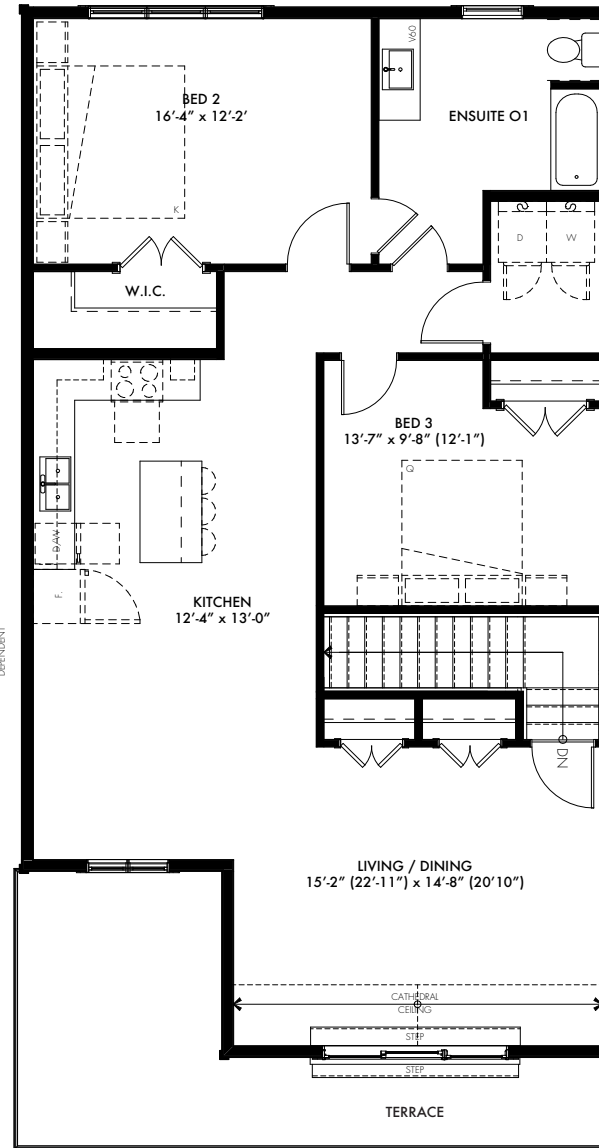 V60
BED 2
16'-4" x 12'-2'
ENSUITE O1
K
D
W
W.I.C.
BED 3
13'-7" x 9'-8" (12'-1")
Q
D/W
F.
KITCHEN
12'-4" x 13'-0"
DEPENDENT
DN
LIVING / DINING
15'-2" (22'-11") x 14'-8" (20'10")
CATHEDRAL
CEILING
STEP
STEP
TERRACE